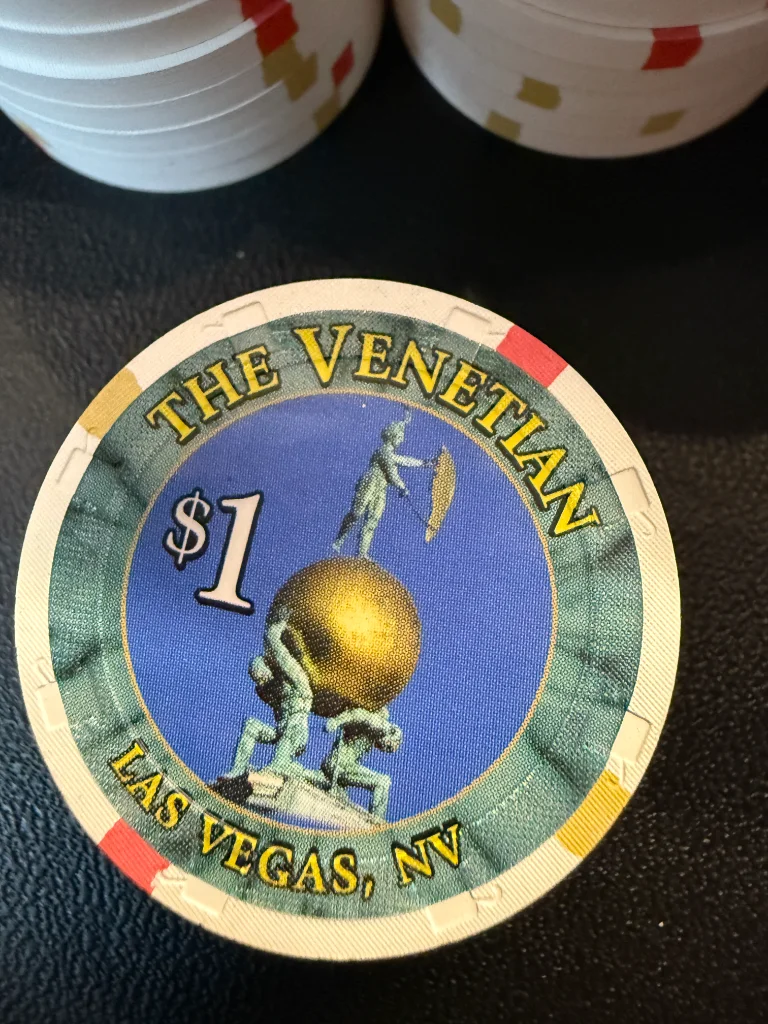 THE VENETIAN
$1
LAS VEGAS, NV